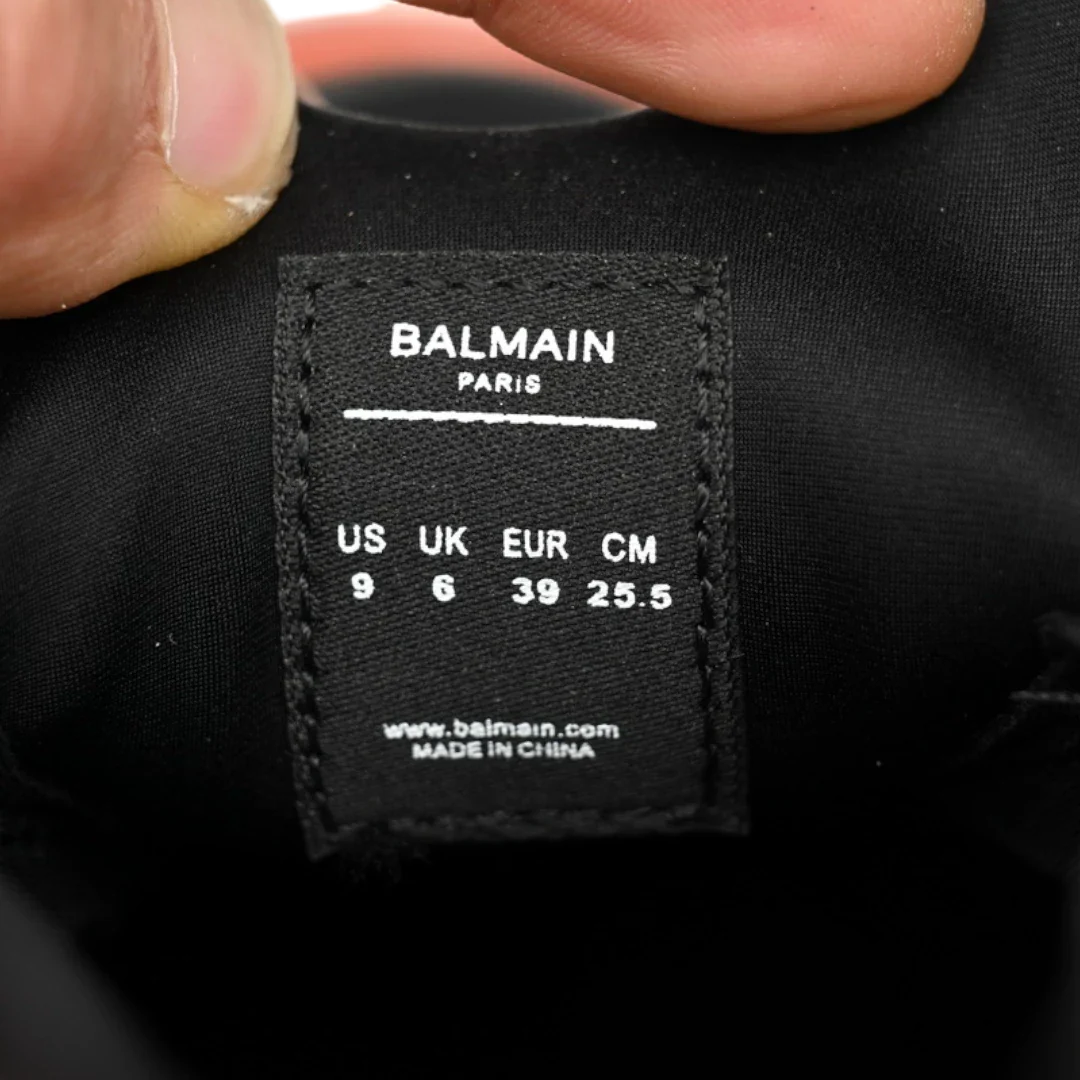 BALMAIN
PARIS
US UK EUR CM
9 6 39 25.5
www.balmain.com
MADE IN CHINA